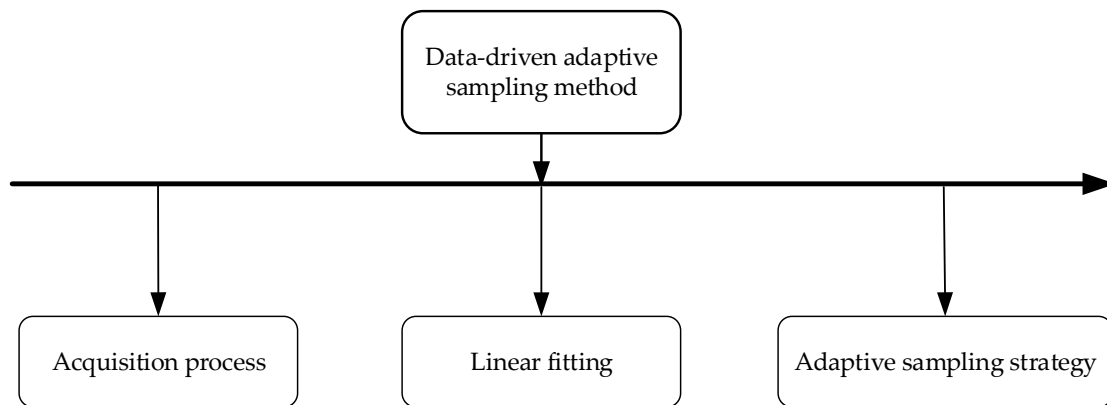 Data-driven adaptive
sampling method
Acquisition process
Linear fitting
Adaptive sampling strategy